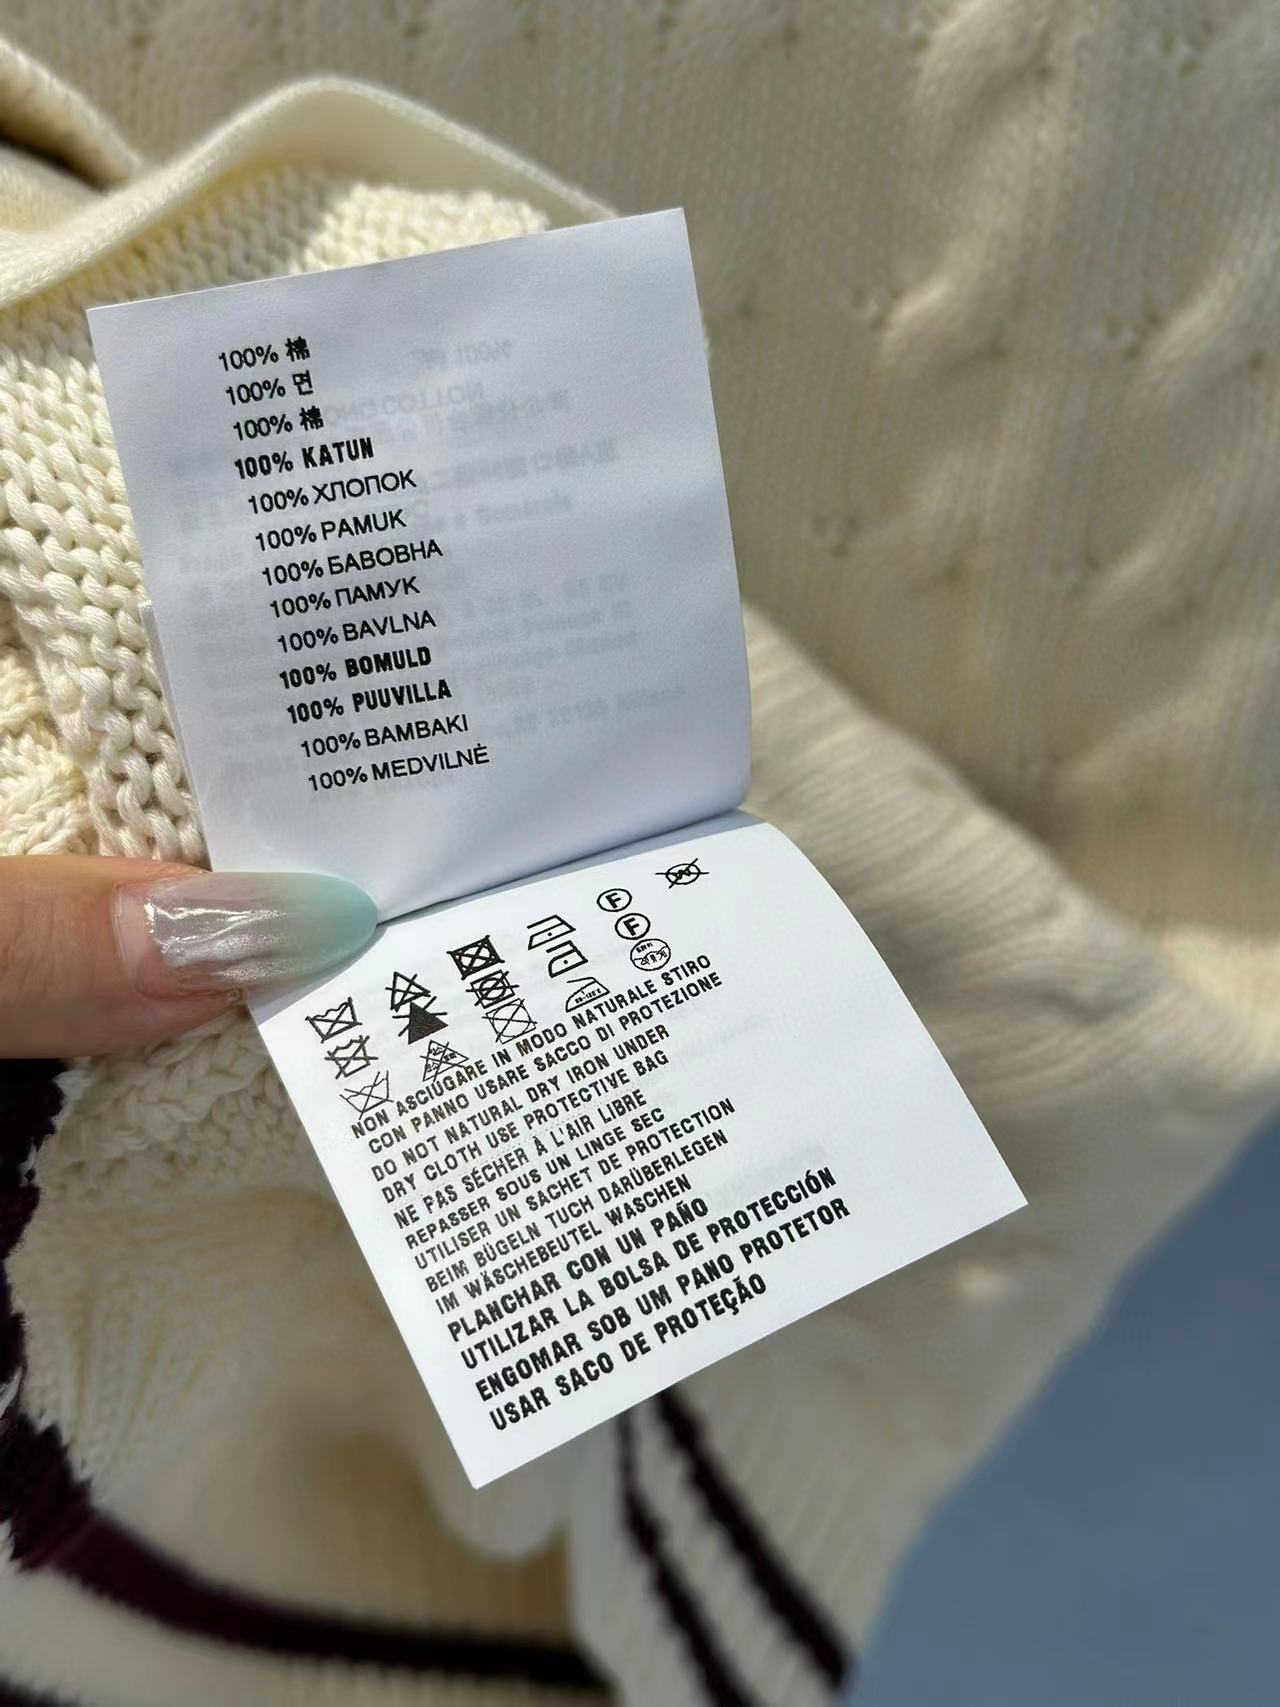 100% 棉
100% 면
100% 棉
100% KATUN
100% ХЛОПОК
100% PAMUK
100% БАВОВНА
100% ПАМУК
100% BAVLNA
100% BOMULD
100% PUUVILLA
100% BAMBAKI
100% MEDVILNĖ
F
F
NON ASCIUGARE IN MODO NATURALE STIRO
CON PANNO USARE SACCO DI PROTEZIONE
DO NOT NATURAL DRY IRON UNDER
DRY CLOTH USE PROTECTIVE BAG
NE PAS SÉCHER À L'AIR LIBRE
REPASSER SOUS UN LINGE SEC
UTILISER UN SACHET DE PROTECTION
BEIM BÜGELN TUCH DARÜBERLEGEN
IM WÄSCHEBEUTEL WASCHEN
PLANCHAR CON UN PAÑO
UTILIZAR LA BOLSA DE PROTECCIÓN
ENGOMAR SOB UM PANO PROTETOR
USAR SACO DE PROTEÇÃO